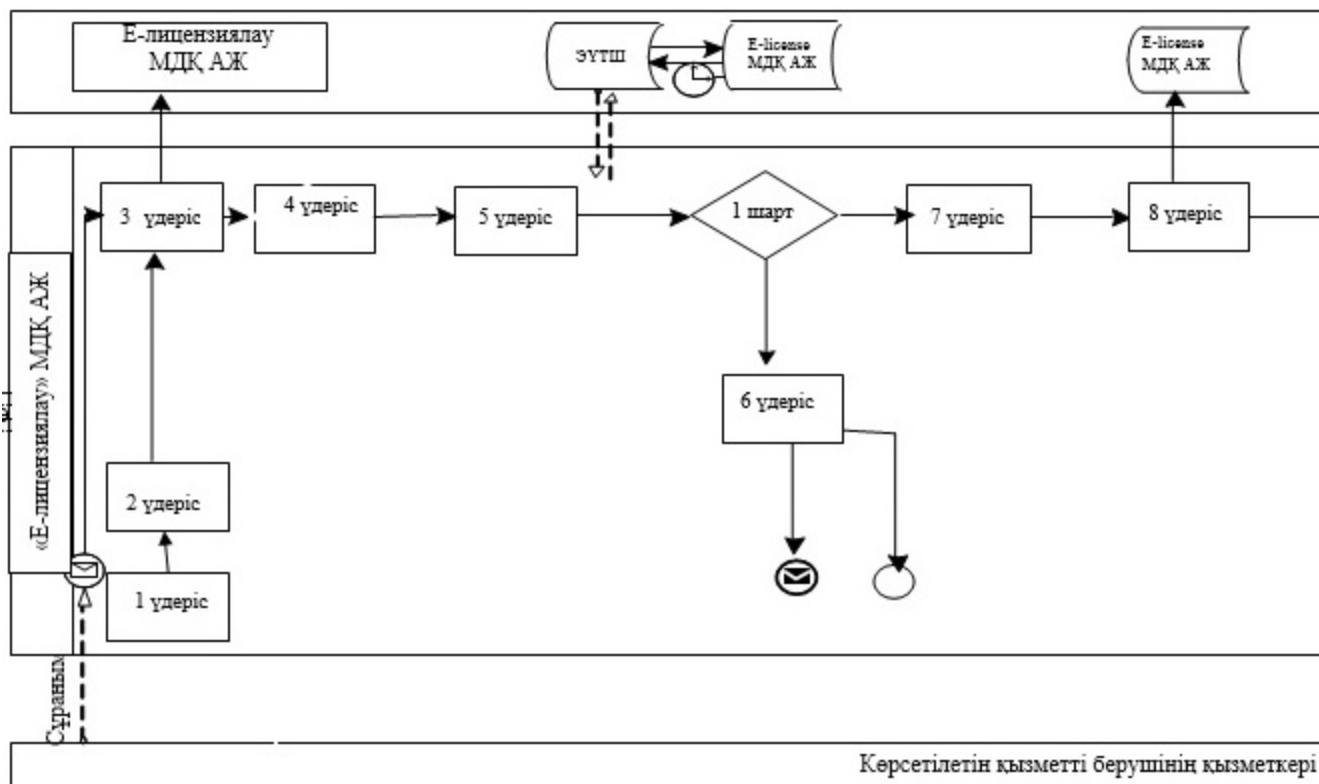 Е-лицензиялау
МДҚ АЖ
ЭҮТШ
E-license
МДҚ АЖ
E-license
МДҚ АЖ
3 үдеріс
4 үдеріс
5 үдеріс
1 шарт
7 үдеріс
8 үдеріс
«Е-лицензиялау» МДҚ АЖ
6 үдеріс
2 үдеріс
1 үдеріс
Сұраным
Көрсетілетін қызметті берушінің қызметкері